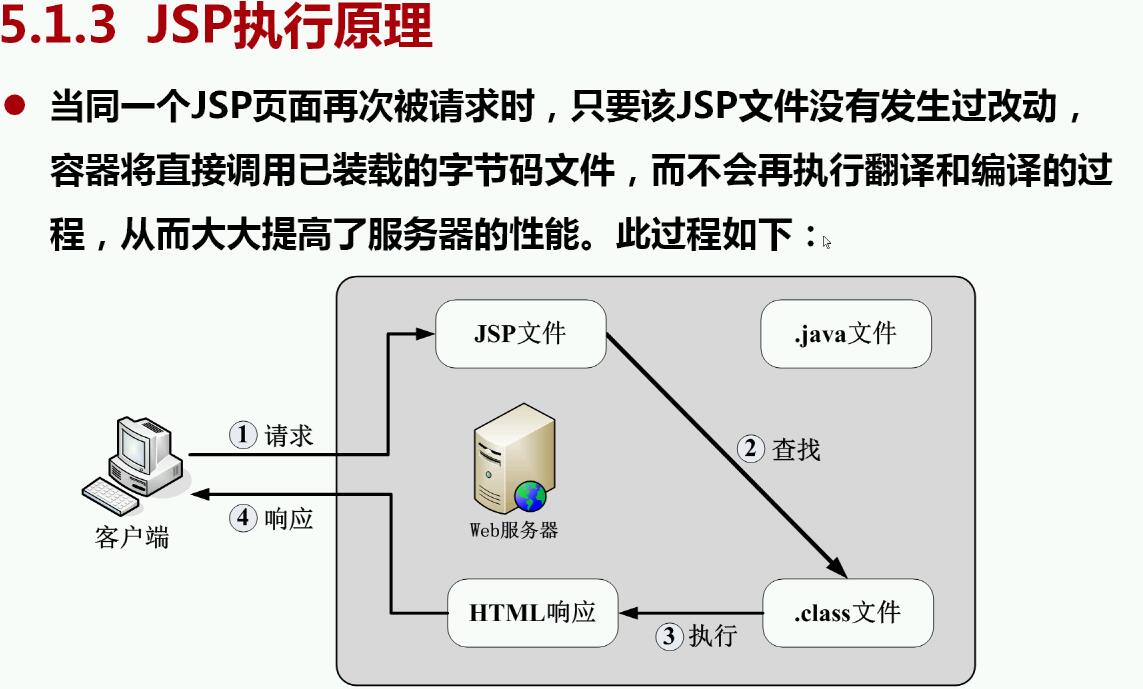 5.1.3 JSP执行原理
当同一个JSP页面再次被请求时，只要该JSP文件没有发生过改动，
容器将直接调用已装载的字节码文件，而不会再执行翻译和编译的过
程，从而大大提高了服务器的性能。此过程如下：
JSP文件
.java文件
①请求
②查找
④响应
Web服务器
客户端
HTML响应
.class文件
③执行